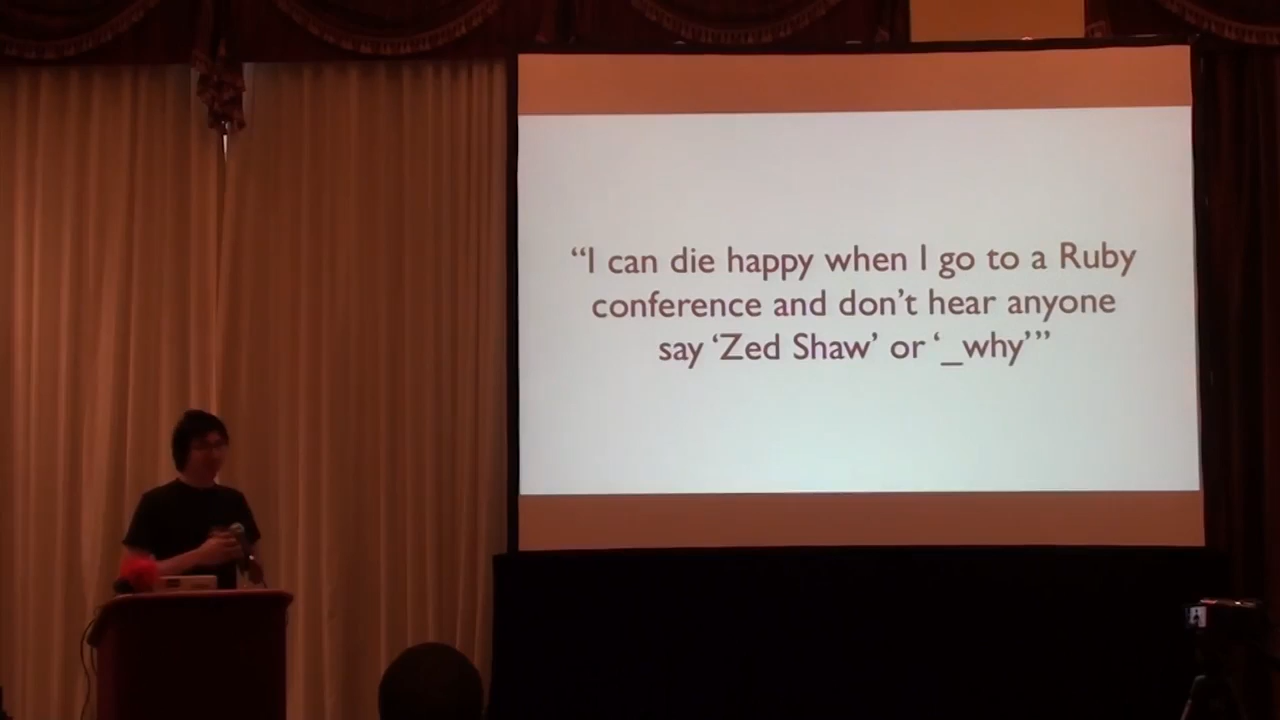 “I can die happy when I go to a Ruby
conference and don’t hear anyone
say ‘Zed Shaw’ or ‘_why’”